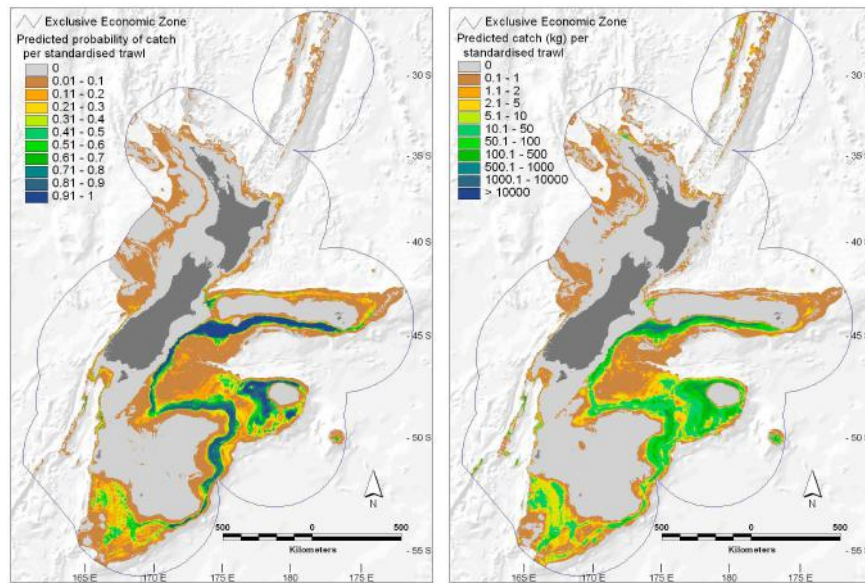 Exclusive Economic Zone
Predicted probability of catch
per standardised trawl
0
0.01 - 0.1
0.11 - 0.2
0.21 - 0.3
0.31 - 0.4
0.41 - 0.5
0.51 - 0.6
0.61 - 0.7
0.71 - 0.8
0.81 - 0.9
0.91 - 1
- 30 S
- 35 S
- 40 S
- 45 S
- 50 S
- 55 S
N
500 0 500
Kilometers
165 E 170 E 175 E 180 175 E
Exclusive Economic Zone
Predicted catch (kg) per
standardised trawl
0
0.1 - 1
1.1 - 2
2.1 - 5
5.1 - 10
10.1 - 50
50.1 - 100
100.1 - 500
500.1 - 1000
1000.1 - 10000
> 10000
- 30 S
- 35 S
- 40 S
- 45 S
- 50 S
- 55 S
N
500 0 500
Kilometers
165 E 170 E 175 E 180 175 E